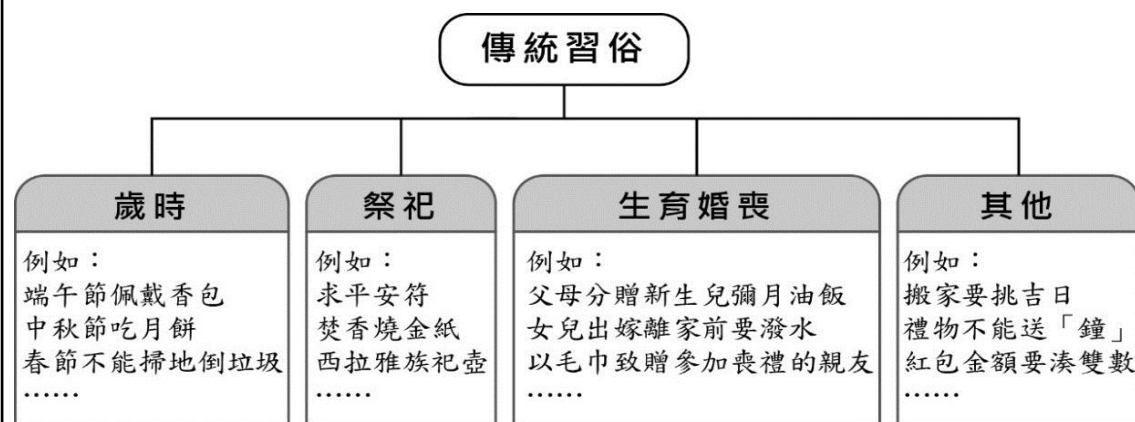 傳統習俗
歲時
例如：
端午節佩戴香包
中秋節吃月餅
春節不能掃地倒垃圾
……
祭祀
例如：
求平安符
焚香燒金紙
西拉雅族祀壺
……
生育婚喪
例如：
父母分贈新生兒彌月油飯
女兒出嫁離家前要潑水
以毛巾致贈參加喪禮的親友
……
其他
例如：
搬家要挑吉日
禮物不能送「鐘」
紅包金額要湊雙數
……